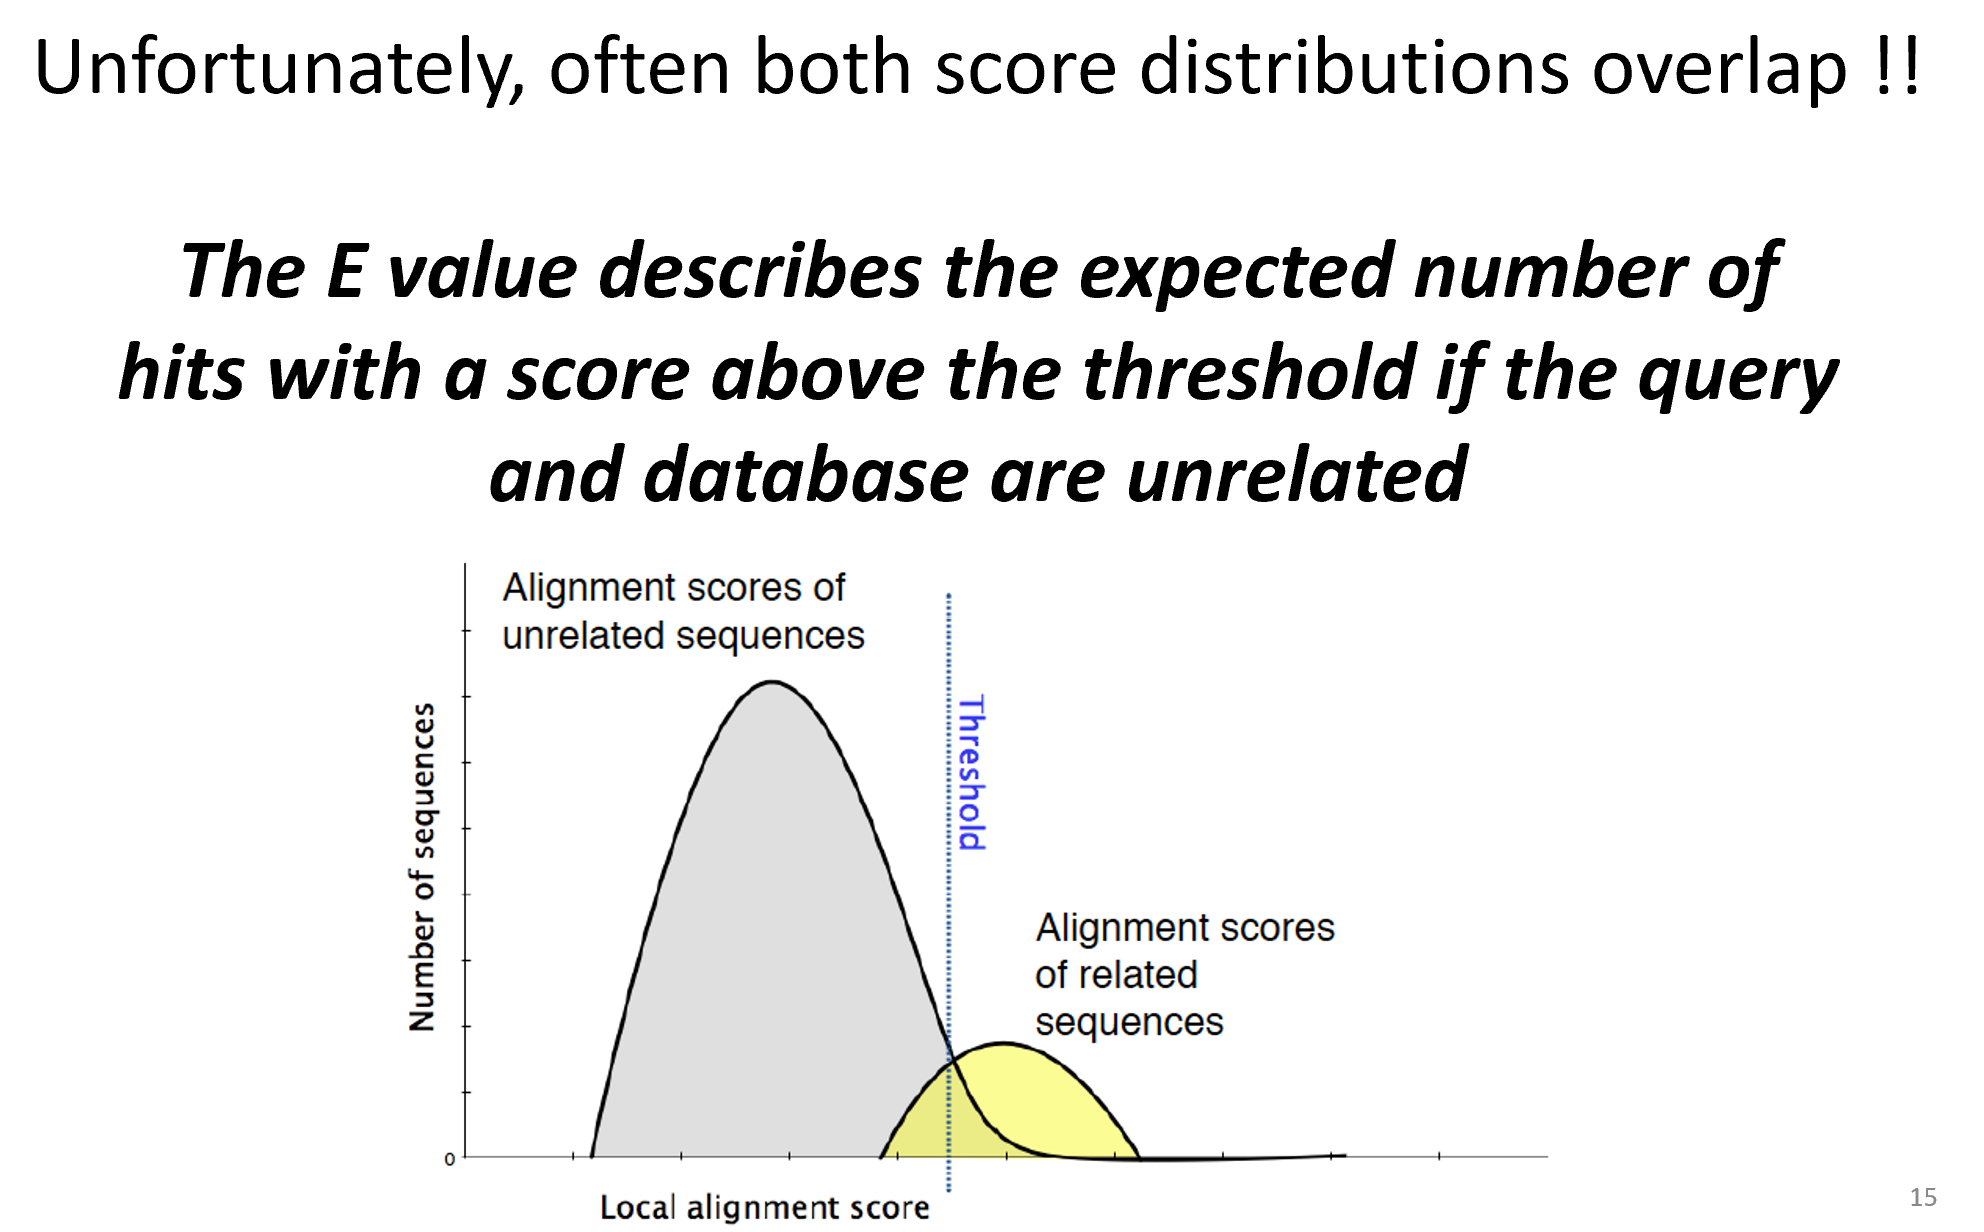 Unfortunately, often both score distributions overlap !!
The E value describes the expected number of
hits with a score above the threshold if the query
and database are unrelated
Alignment scores of
unrelated sequences
Threshold
Number of sequences
Alignment scores
of related
sequences
0
Local alignment score
15